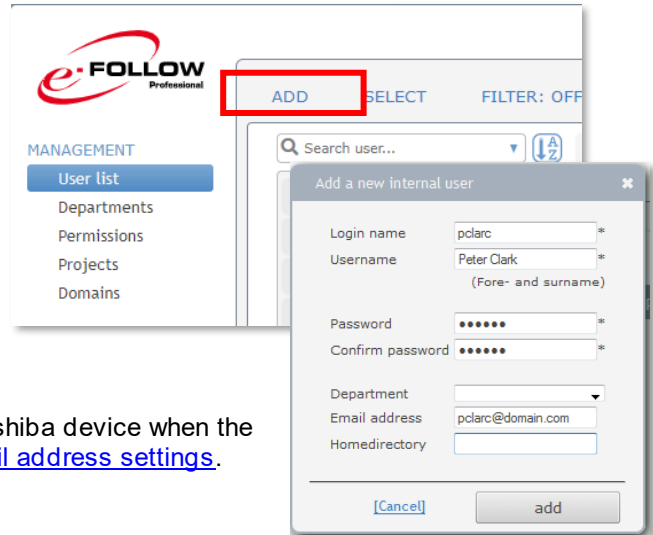 e-FOLLOW
Professional
ADD SELECT FILTER: OFF
MANAGEMENT
Search user...
User list
Departments
Permissions
Projects
Domains
Add a new internal user
Login name pclarc *
Username Peter Clark *
(Fore- and surname)
Password •••••• *
Confirm password •••••• *
Department
Email address pclarc@domain.com
Homedirectory
[Cancel] add
shiba device when the
il address settings.